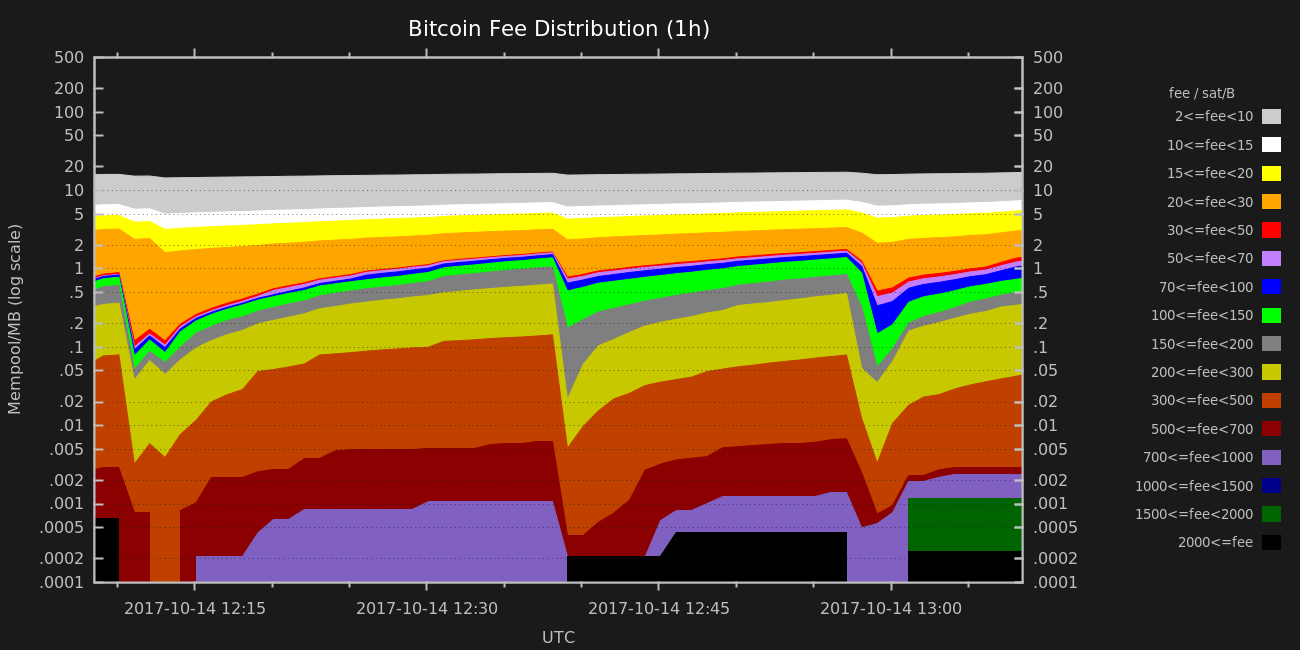 Bitcoin Fee Distribution (1h)
500 500
200 200
100 100
50 50
20 20
10 10
5 5
2 2
1 1
.5 .5
.2 .2
.1 .1
.05 .05
.02 .02
.01 .01
.005 .005
.002 .002
.001 .001
.0005 .0005
.0002 .0002
.0001 .0001
Mempool/MB (log scale)
2017-10-14 12:15 2017-10-14 12:30 2017-10-14 12:45 2017-10-14 13:00
UTC
fee / sat/B
2<=fee<10
10<=fee<15
15<=fee<20
20<=fee<30
30<=fee<50
50<=fee<70
70<=fee<100
100<=fee<150
150<=fee<200
200<=fee<300
300<=fee<500
500<=fee<700
700<=fee<1000
1000<=fee<1500
1500<=fee<2000
2000<=fee